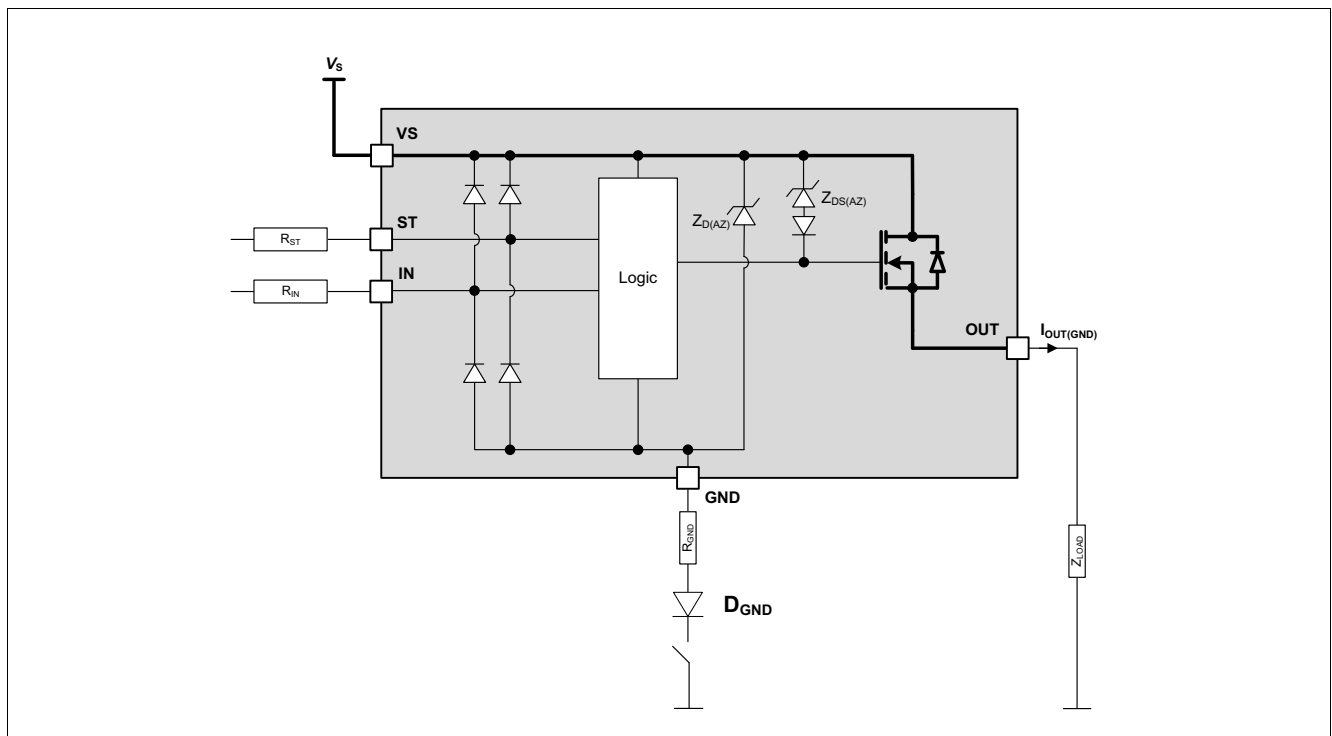 VS
VS
ST
RST
ZD(AZ)
ZDS(AZ)
IN
RIN
Logic
OUT
IOUT(GND)
GND
RGND
ZLOAD
DGND